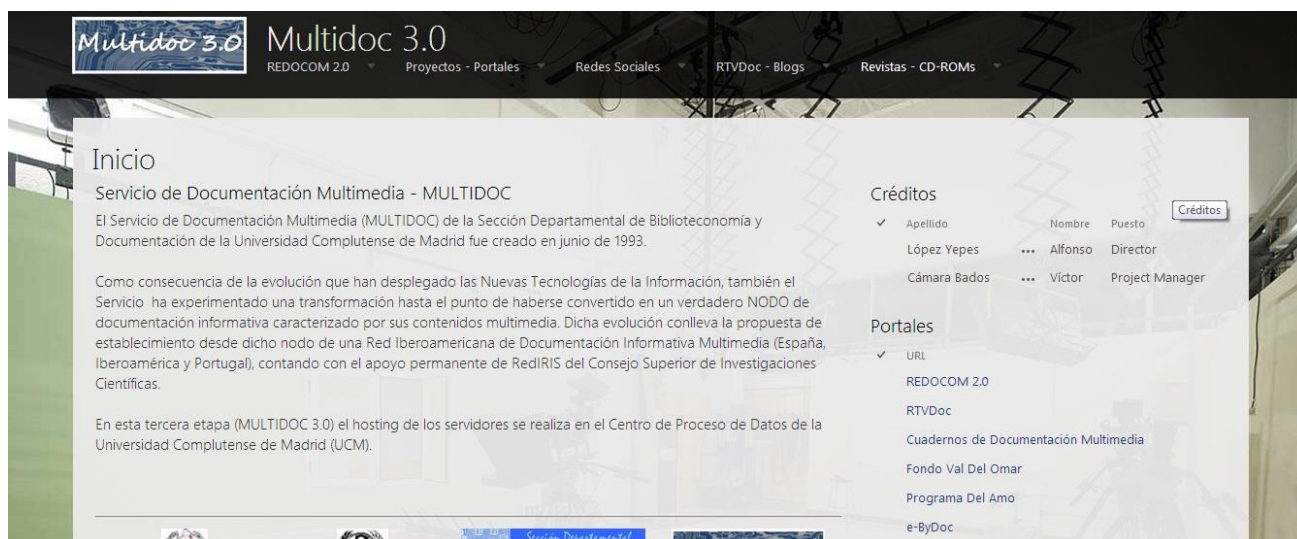 Multidoc 3.0
Multidoc 3.0
REDOCOM 2.0 Proyectos - Portales Redes Sociales RTVDoc - Blogs Revistas - CD-ROMs
Inicio
Servicio de Documentación Multimedia - MULTIDOC
El Servicio de Documentación Multimedia (MULTIDOC) de la Sección Departamental de Biblioteconomía y
Documentación de la Universidad Complutense de Madrid fue creado en junio de 1993.
Como consecuencia de la evolución que han desplegado las Nuevas Tecnologías de la Información, también el
Servicio ha experimentado una transformación hasta el punto de haberse convertido en un verdadero NODO de
documentación informativa caracterizado por sus contenidos multimedia. Dicha evolución conlleva la propuesta de
establecimiento desde dicho nodo de una Red Iberoamericana de Documentación Informativa Multimedia (España,
Iberoamérica y Portugal), contando con el apoyo permanente de RedIRIS del Consejo Superior de Investigaciones
Científicas.
En esta tercera etapa (MULTIDOC 3.0) el hosting de los servidores se realiza en el Centro de Proceso de Datos de la
Universidad Complutense de Madrid (UCM).
Sección Departamental
Créditos
Créditos
Apellido Nombre Puesto
López Yepes ... Alfonso Director
Cámara Bados ... Víctor Project Manager
Portales
URL
REDOCOM 2.0
RTVDoc
Cuadernos de Documentación Multimedia
Fondo Val Del Omar
Programa Del Amo
e-ByDoc